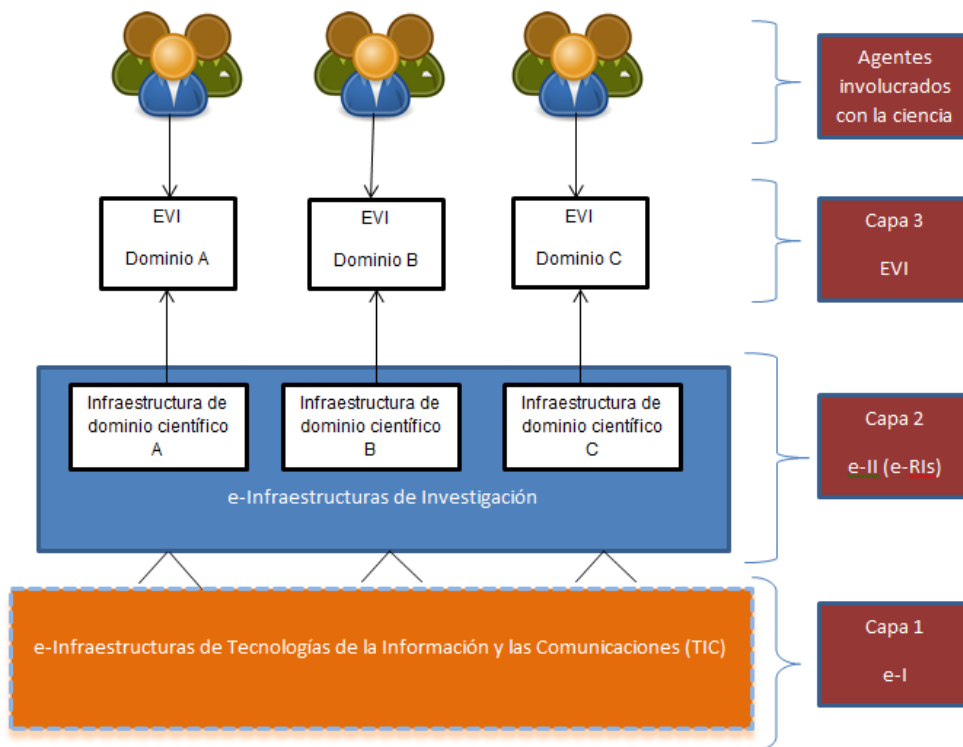 Agentes
involucrados
con la ciencia
EVI
Dominio A
EVI
Dominio B
EVI
Dominio C
Capa 3
EVI
Infraestructura de
dominio científico
A
Infraestructura de
dominio científico
B
Infraestructura de
dominio científico
C
e-Infraestructuras de Investigación
Capa 2
e-II (e-RIs)
e-Infraestructuras de Tecnologías de la Información y las Comunicaciones (TIC)
Capa 1
e-I